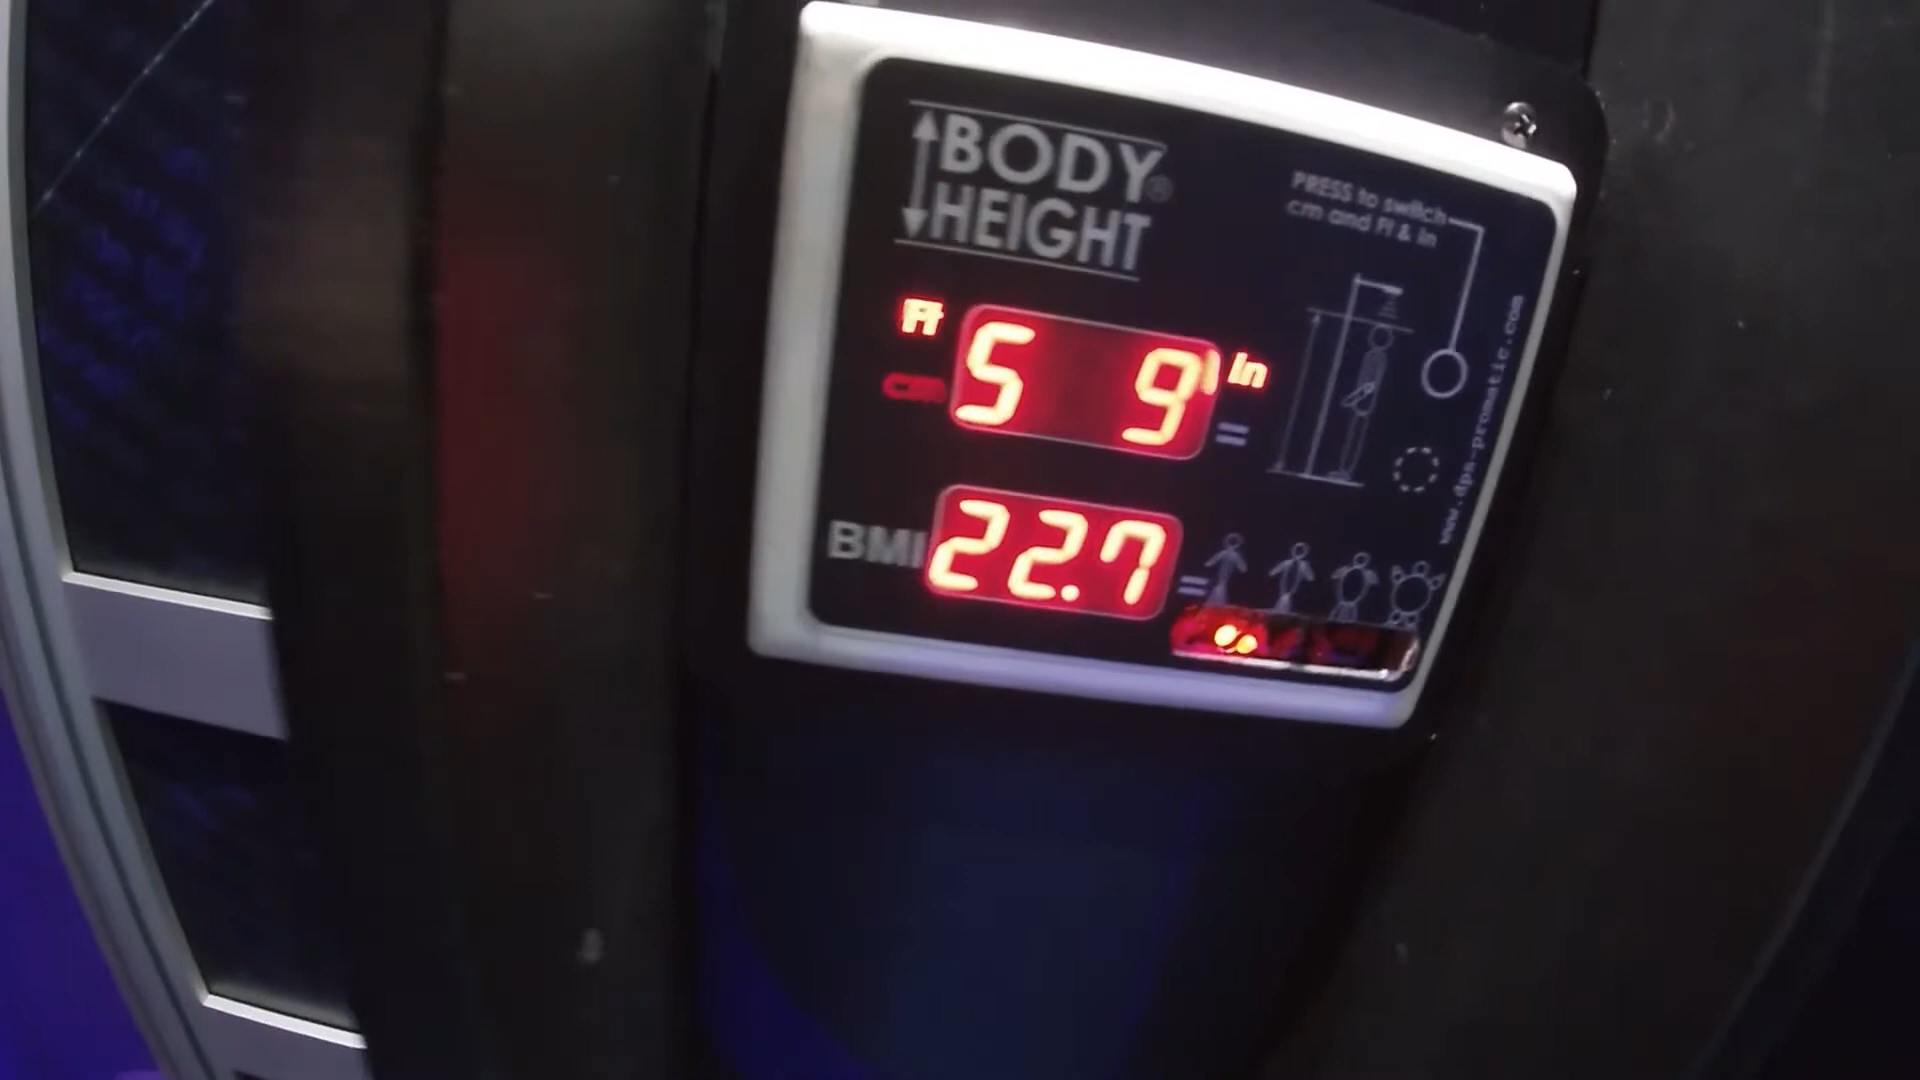 BODY®
HEIGHT
PRESS to switch
cm and Ft & In
Ft
5 9
in
cm
=
BMI
22.7
=
www.dps-promatic.com